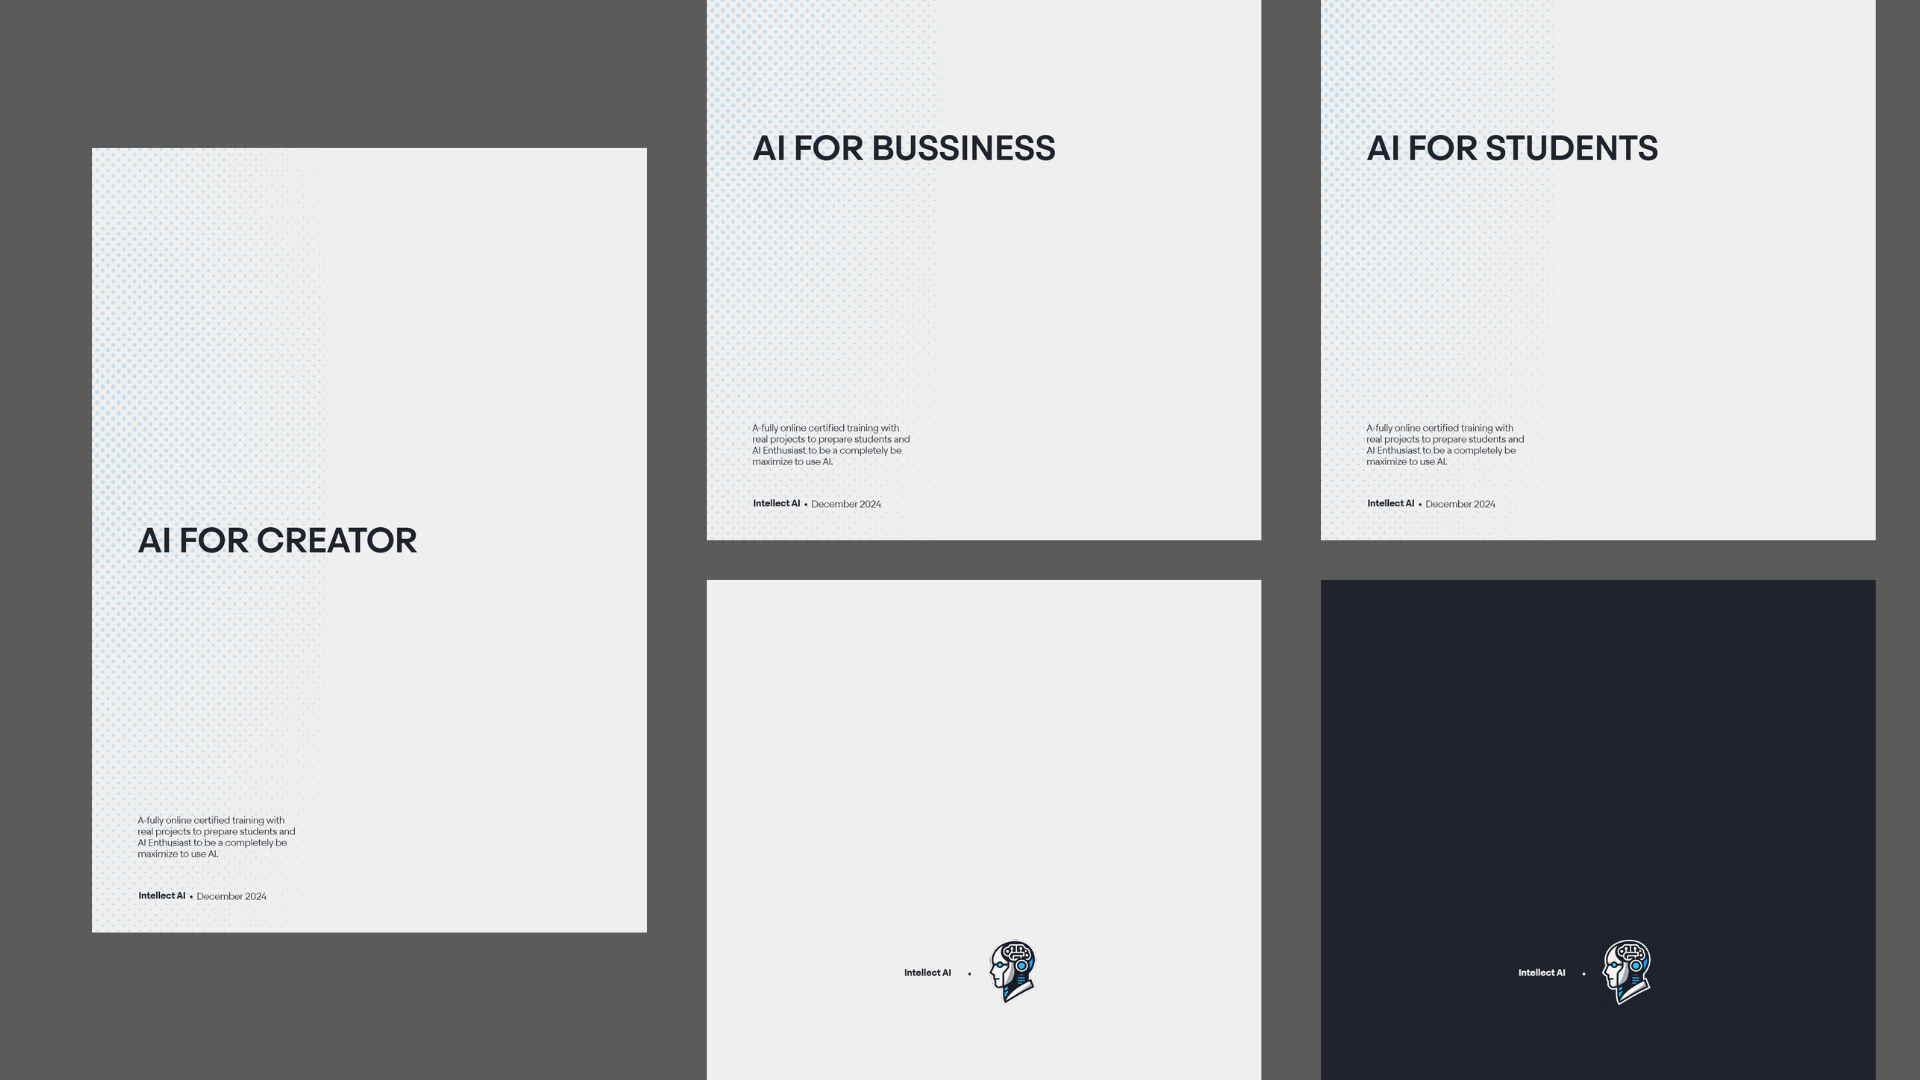 AI FOR CREATOR
A-fully online certified training with
real projects to prepare students and
AI Enthusiast to be a completely be
maximize to use AI.
Intellect AI • December 2024
AI FOR BUSSINESS
A-fully online certified training with
real projects to prepare students and
AI Enthusiast to be a completely be
maximize to use AI.
Intellect AI • December 2024
AI FOR STUDENTS
A-fully online certified training with
real projects to prepare students and
AI Enthusiast to be a completely be
maximize to use AI.
Intellect AI • December 2024
Intellect AI •
Intellect AI •